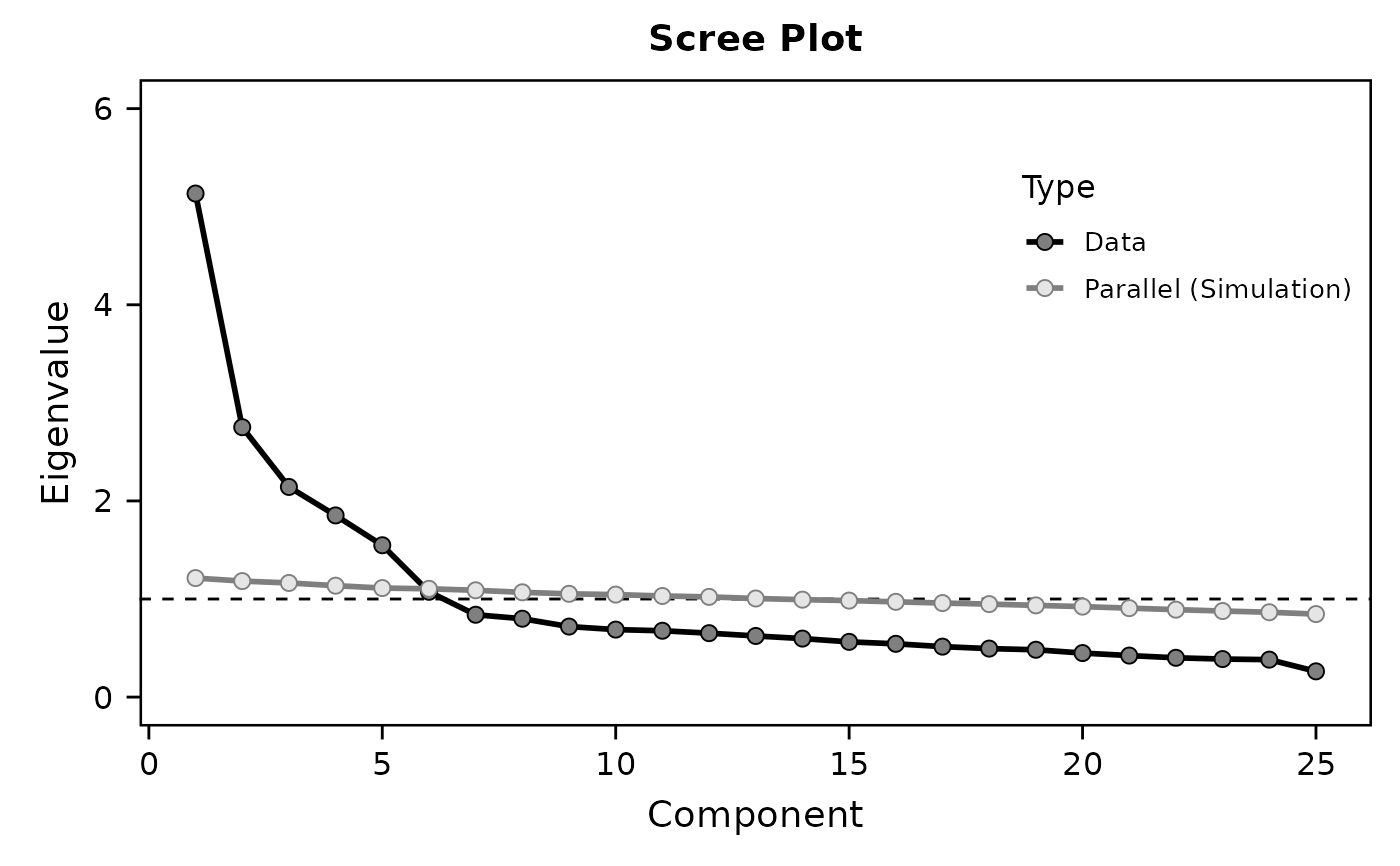 Scree Plot
Eigenvalue
6
4
2
0
Type
Data
Parallel (Simulation)
0 5 10 15 20 25
Component